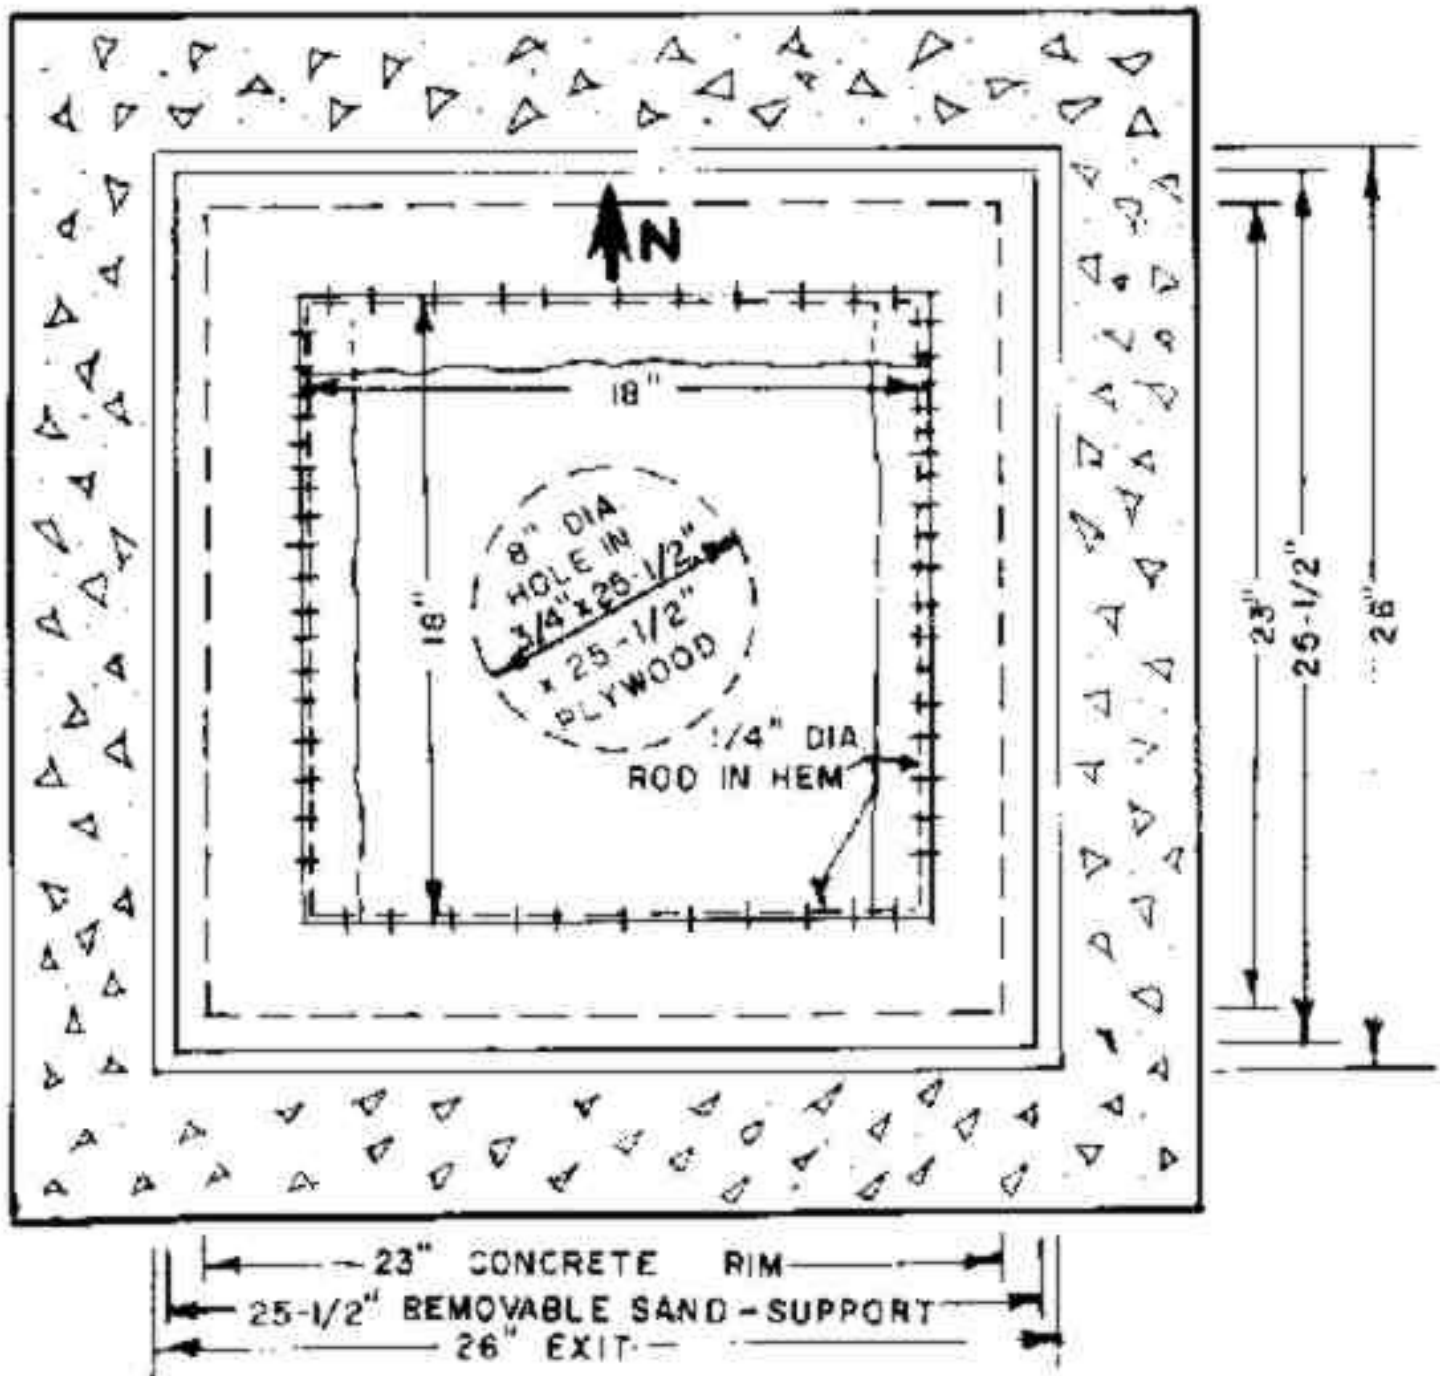 N
18"
18"
8" DIA
HOLE IN
3/4" x 25-1/2"
x 25-1/2"
PLYWOOD
1/4" DIA
ROD IN HEM
23"
25-1/2"
26"
23" CONCRETE RIM
25-1/2" REMOVABLE SAND-SUPPORT
26" EXIT